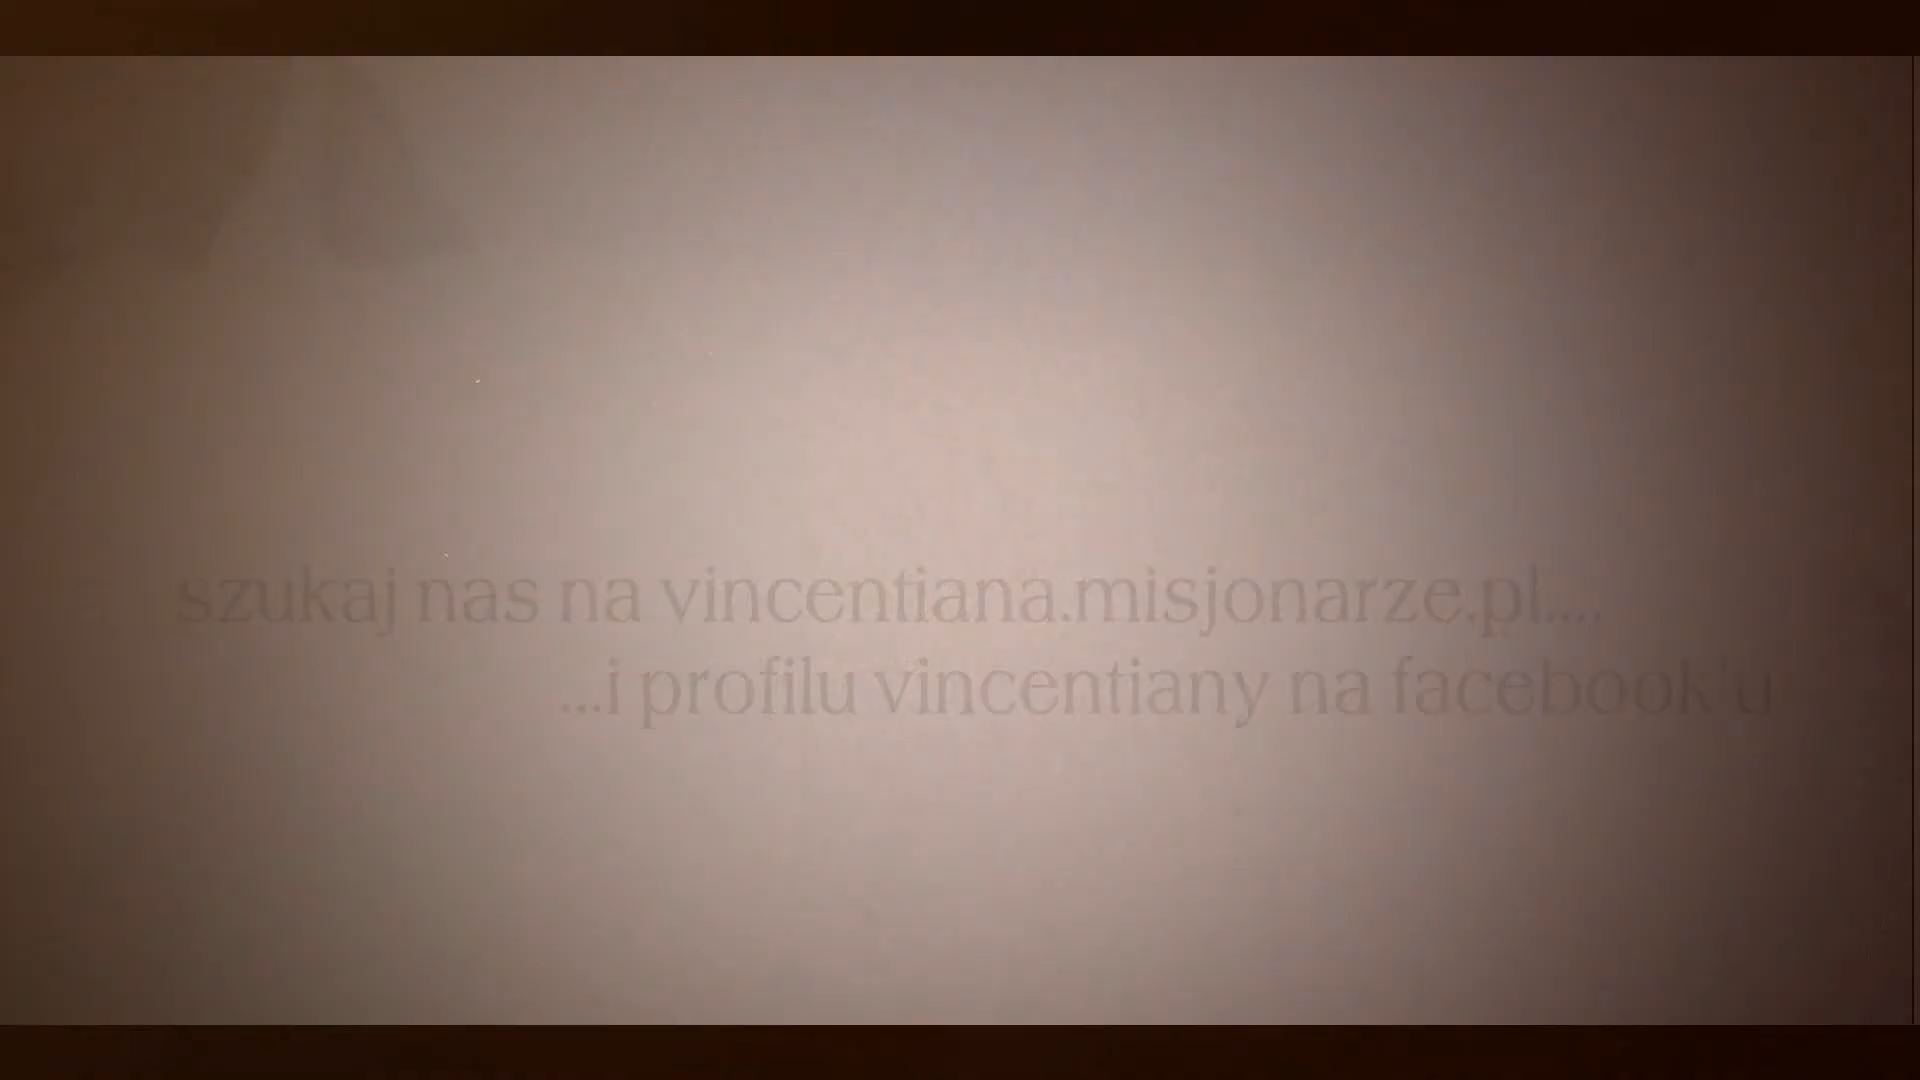 szukaj nas na vincentiana.misjonarze.pl....
...i profilu vincentiany na facebook'u